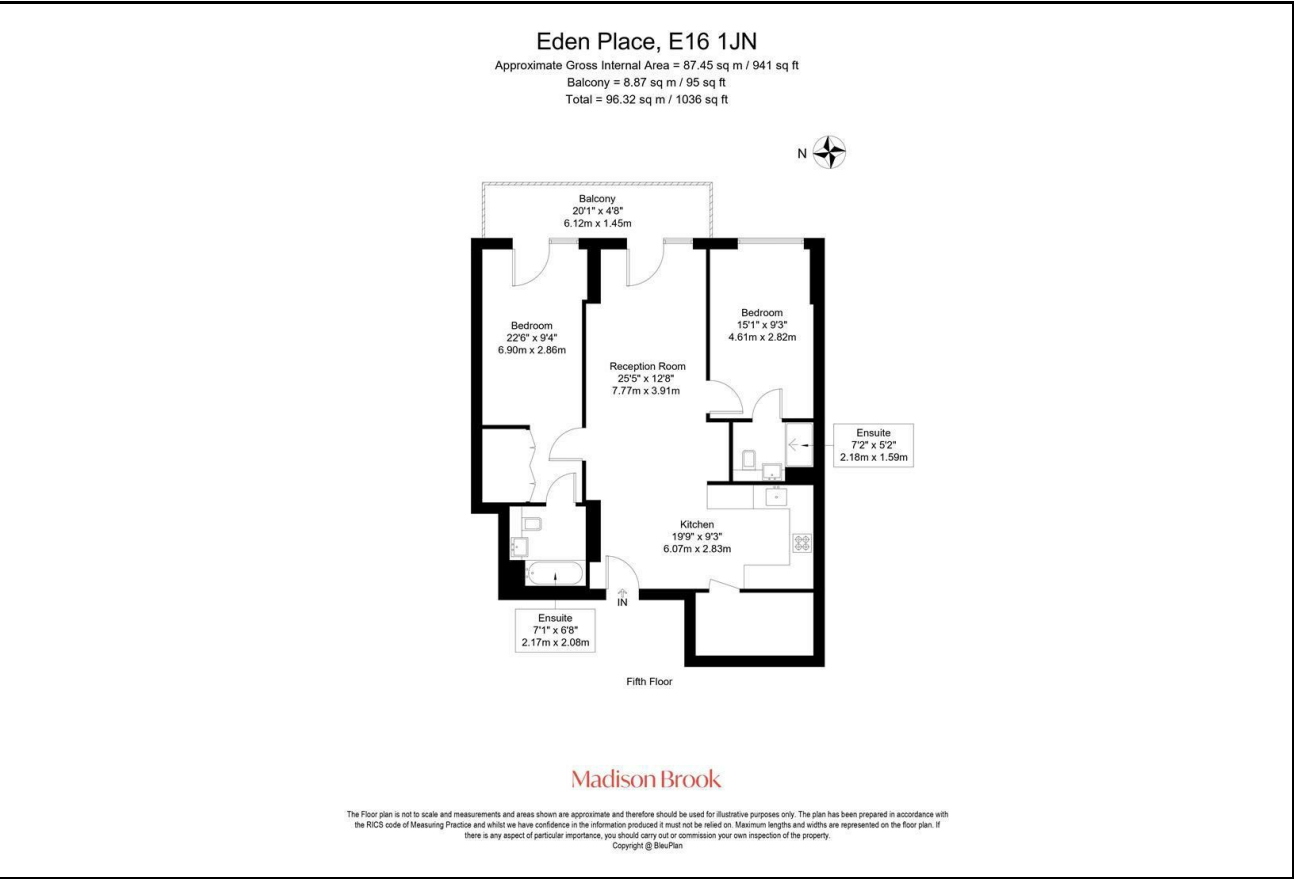 Eden Place, E16 1JN
Approximate Gross Internal Area = 87.45 sq m / 941 sq ft
Balcony = 8.87 sq m / 95 sq ft
Total = 96.32 sq m / 1036 sq ft
N
Balcony
20'1" x 4'8"
6.12m x 1.45m
Bedroom
22'6" x 9'4"
6.90m x 2.86m
Reception Room
25'5" x 12'8"
7.77m x 3.91m
Bedroom
15'1" x 9'3"
4.61m x 2.82m
Ensuite
7'2" x 5'2"
2.18m x 1.59m
Kitchen
19'9" x 9'3"
6.07m x 2.83m
IN
Ensuite
7'1" x 6'8"
2.17m x 2.08m
Fifth Floor
Madison Brook
The Floor plan is not to scale and measurements and areas shown are approximate and therefore should be used for illustrative purposes only. The plan has been prepared in accordance with
the RICS code of Measuring Practice and whilst we have confidence in the information produced it must not be relied on. Maximum lengths and widths are represented on the floor plan. If
there is any aspect of particular importance, you should carry out or commission your own inspection of the property.
Copyright @ BleuPlan